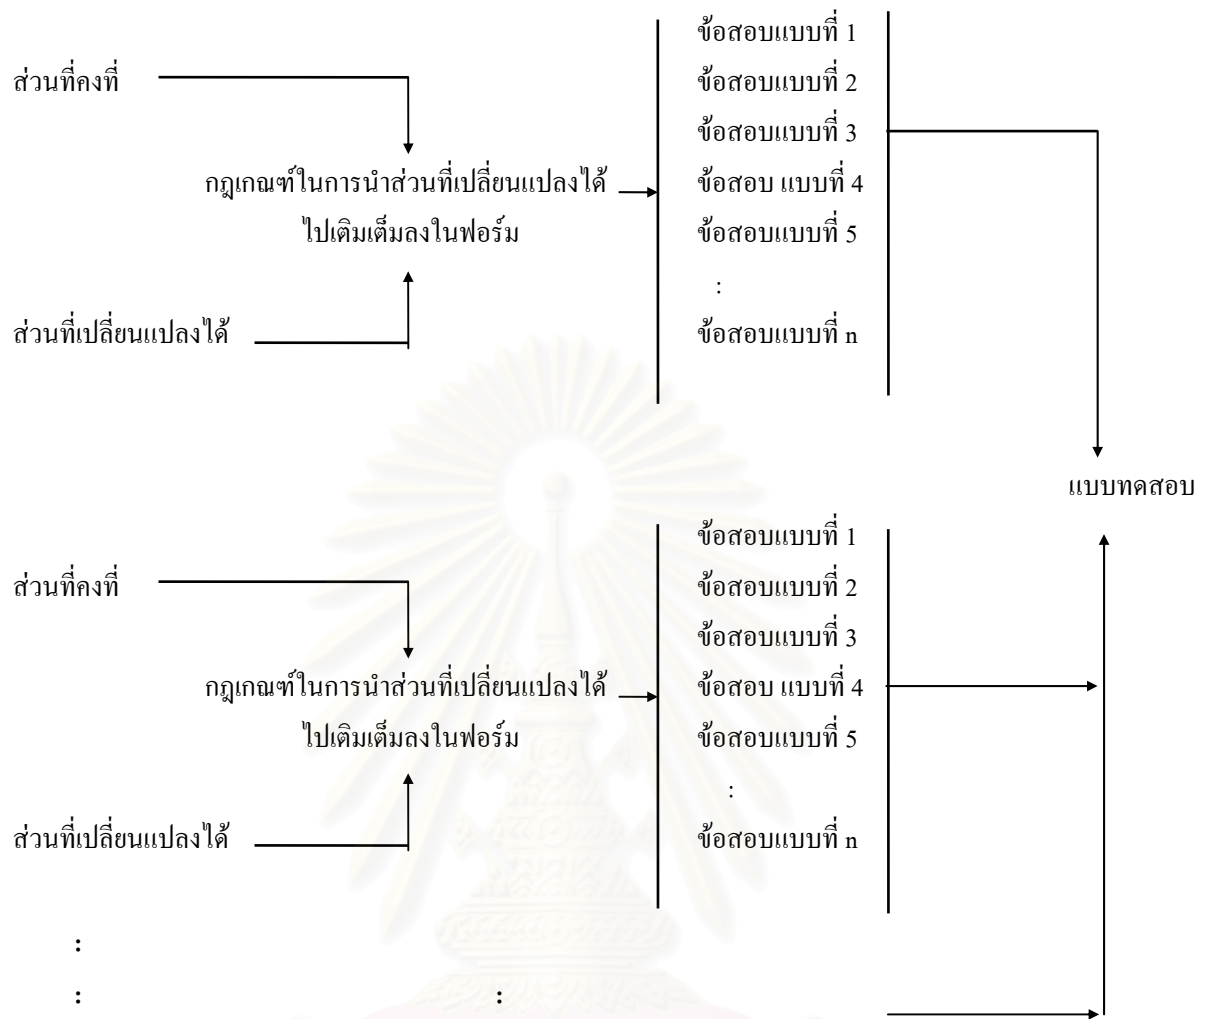 ข้อสอบแบบที่ 1
ส่วนที่คงที่
ข้อสอบแบบที่ 2
ข้อสอบแบบที่ 3
กฎเกณฑ์ในการนำส่วนที่เปลี่ยนแปลงได้
ไปเติมเต็มลงในฟอร์ม
ข้อสอบ แบบที่ 4
ข้อสอบแบบที่ 5
:
ส่วนที่เปลี่ยนแปลงได้
ข้อสอบแบบที่ n
แบบทดสอบ
ข้อสอบแบบที่ 1
ส่วนที่คงที่
ข้อสอบแบบที่ 2
ข้อสอบแบบที่ 3
กฎเกณฑ์ในการนำส่วนที่เปลี่ยนแปลงได้
ไปเติมเต็มลงในฟอร์ม
ข้อสอบ แบบที่ 4
ข้อสอบแบบที่ 5
:
ส่วนที่เปลี่ยนแปลงได้
ข้อสอบแบบที่ n
:
: :